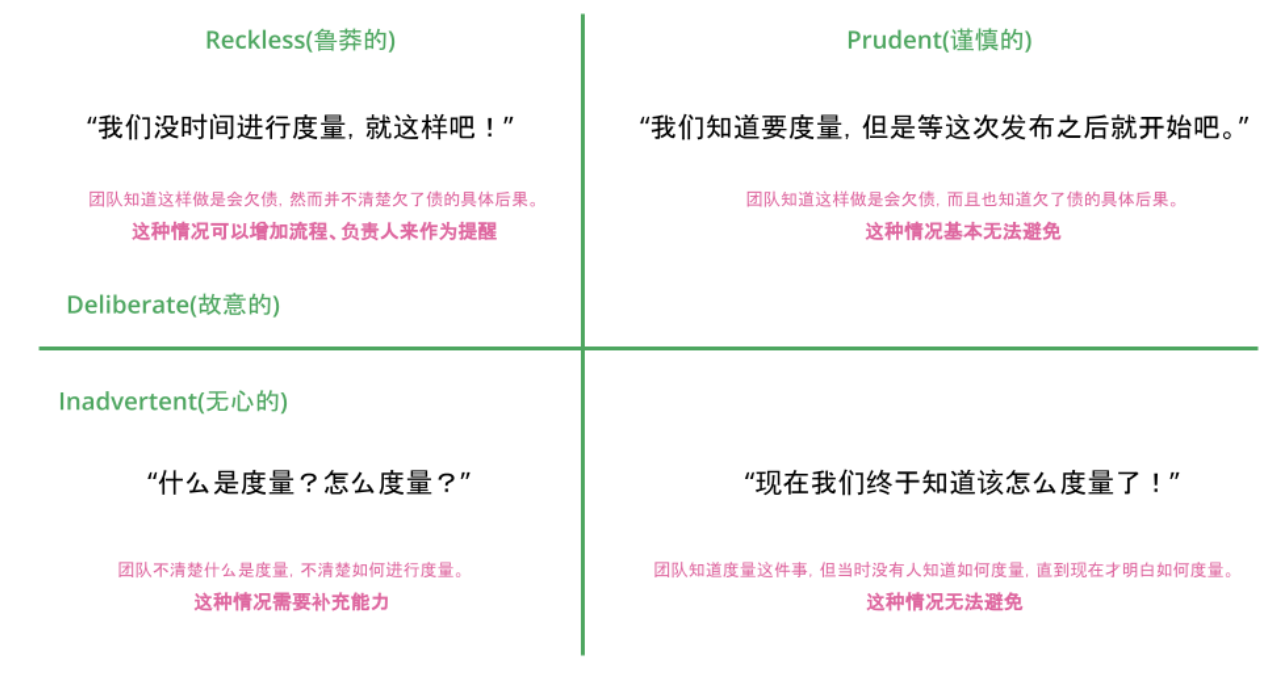 Reckless(鲁莽的)
Prudent(谨慎的)
“我们没时间进行度量,就这样吧！”
“我们知道要度量,但是等这次发布之后就开始吧。”
团队知道这样做是会欠债,然而并不清楚欠了债的具体后果。
团队知道这样做是会欠债,而且也知道欠了债的具体后果。
这种情况可以增加流程、负责人来作为提醒
这种情况基本无法避免
Deliberate(故意的)
Inadvertent(无心的)
“什么是度量？怎么度量？”
“现在我们终于知道该怎么度量了！”
团队不清楚什么是度量,不清楚如何进行度量。
团队知道度量这件事,但当时没有人知道如何度量,直到现在才明白如何度量。
这种情况需要补充能力
这种情况无法避免